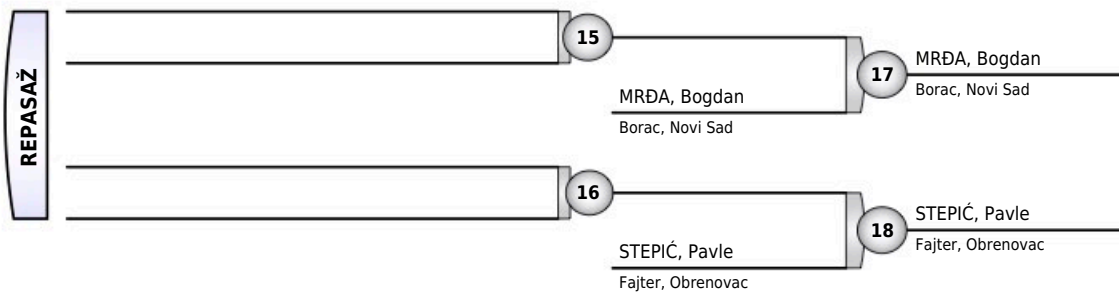 REPASAŽ
15
MRĐA, Bogdan
Borac, Novi Sad
17
MRĐA, Bogdan
Borac, Novi Sad
16
STEPIĆ, Pavle
Fajter, Obrenovac
18
STEPIĆ, Pavle
Fajter, Obrenovac